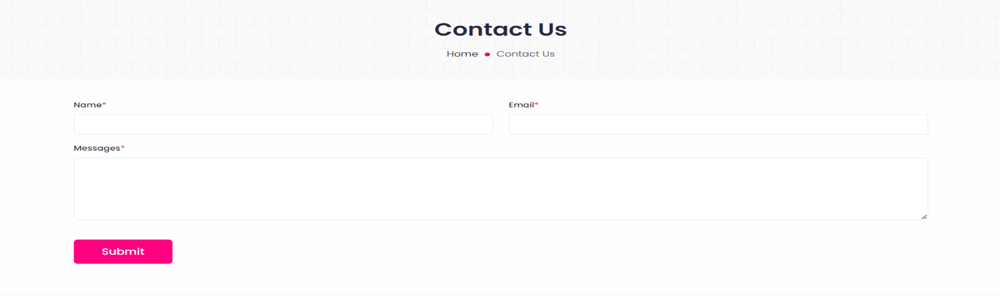 Contact Us
Home • Contact Us
Name* Email*
Messages*
Submit